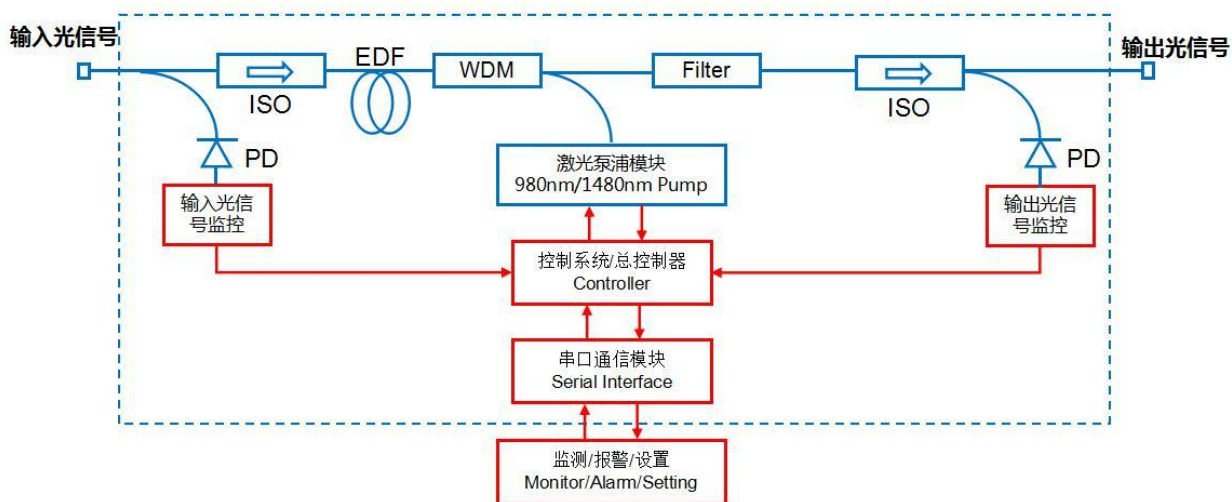 输入光信号
输出光信号
EDF
WDM
Filter
ISO
ISO
PD
PD
激光泵浦模块
980nm/1480nm Pump
输入光信
号监控
输出光信
号监控
控制系统/总控制器
Controller
串口通信模块
Serial Interface
监测/报警/设置
Monitor/Alarm/Setting